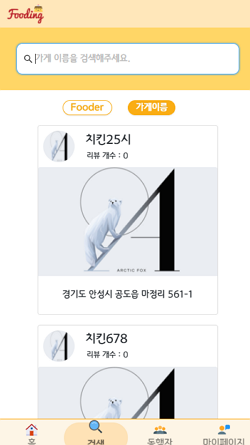 Fooding
가게 이름을 검색해주세요.
Fooder 가게이름
치킨25시
리뷰 개수 : 0
A
ARCTIC FOX
경기도 안성시 공도읍 마정리 561-1
치킨678
리뷰 개수 : 0
A
홈 검색 동행자 마이페이지